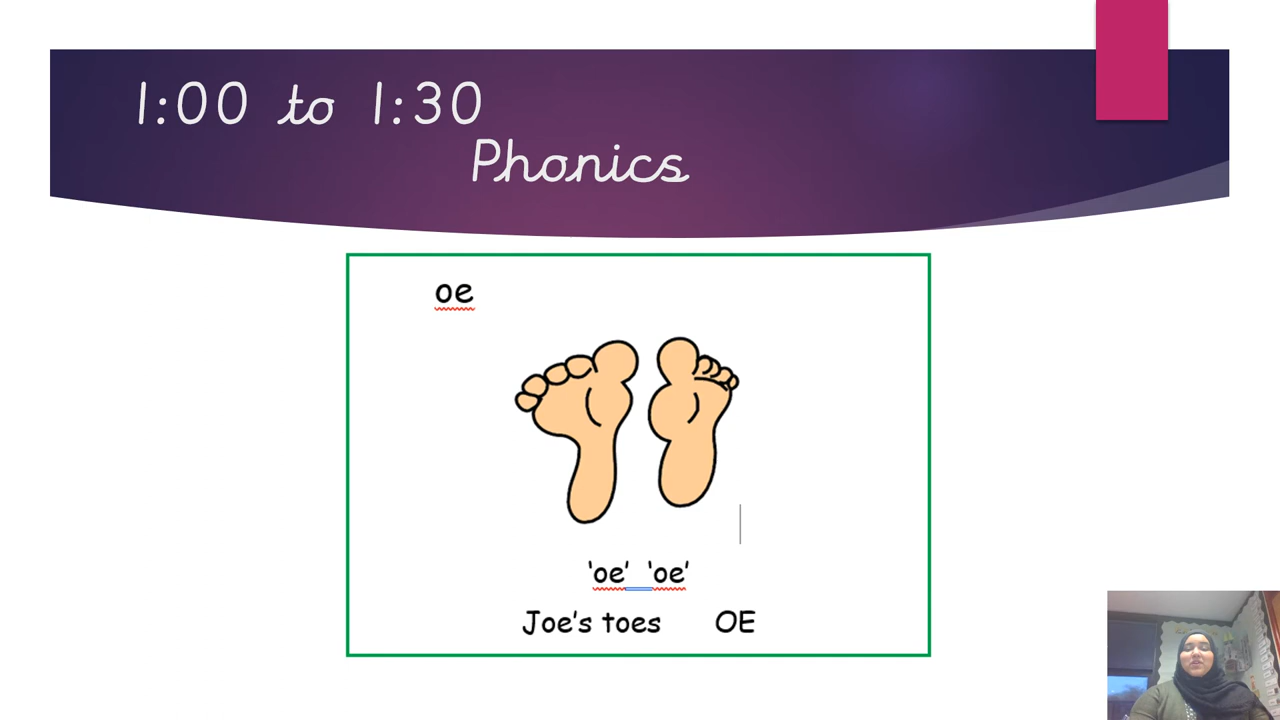 1:00 to 1:30
Phonics
oe
‘oe’ ‘oe’
Joe’s toes OE